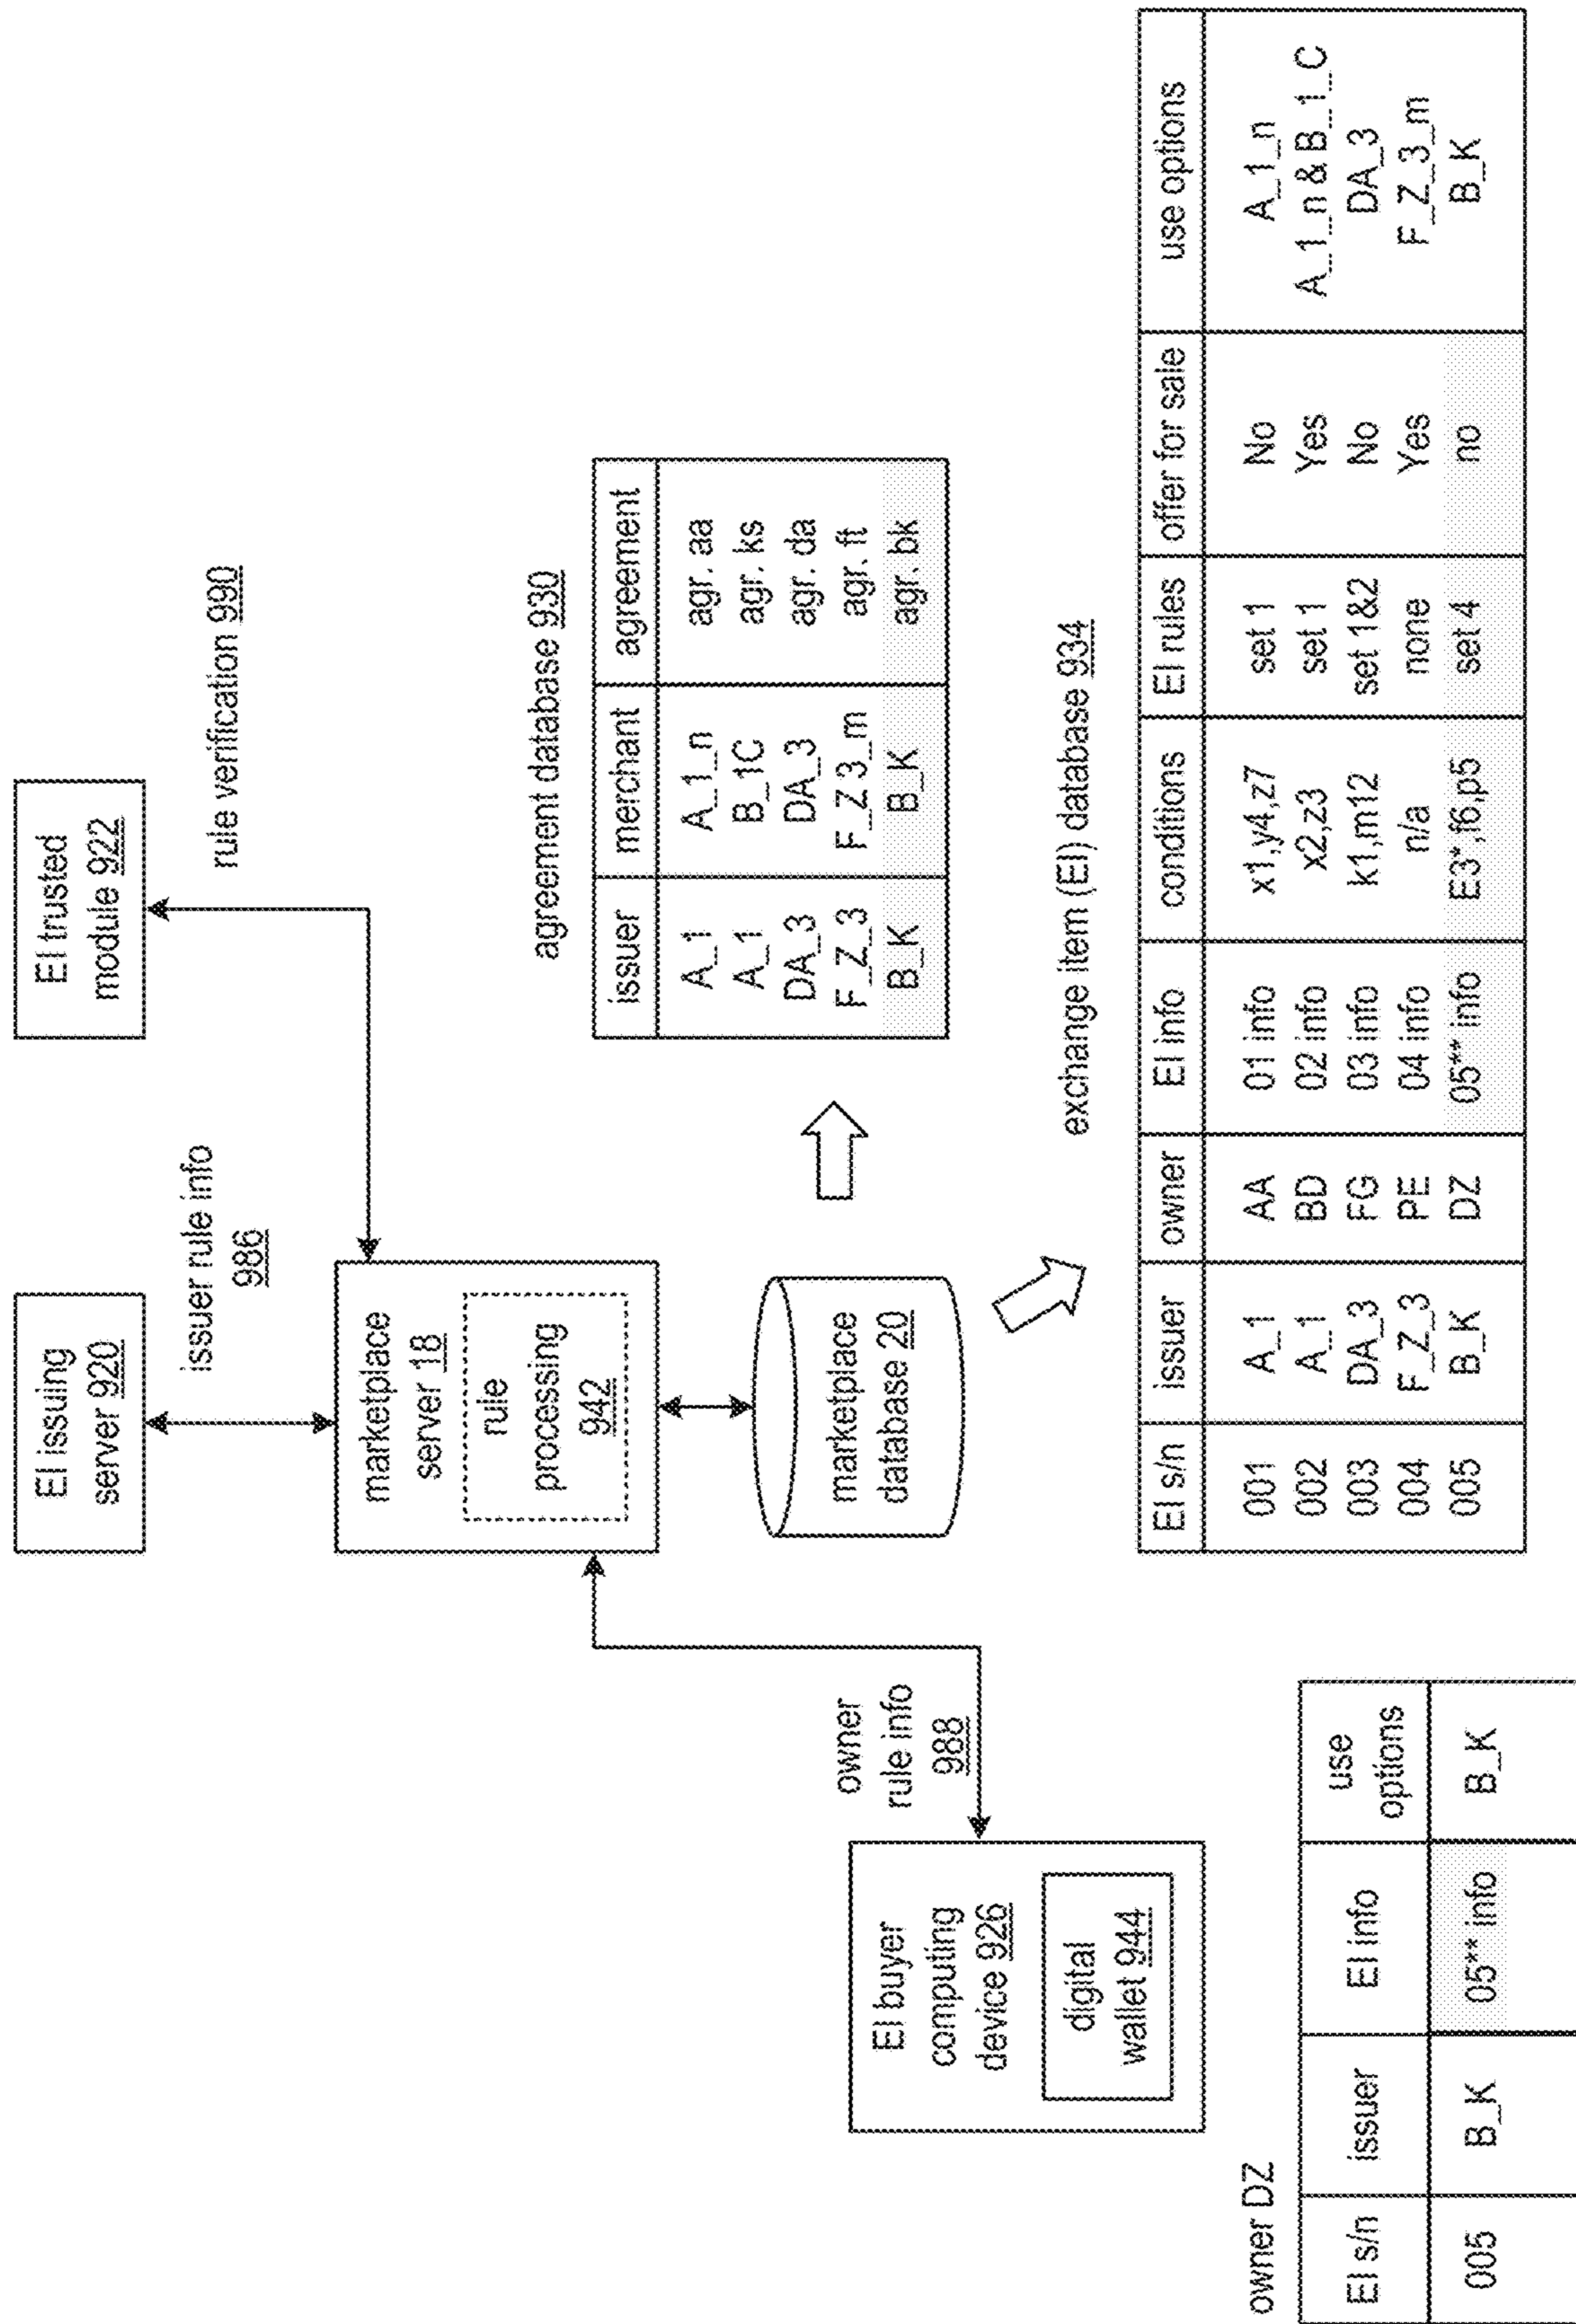 EI issuing
server 920
issuer rule info
986
EI trusted
module 922
rule verification 990
marketplace
server 18
rule
processing
942
marketplace
database 20
owner
rule info
988
EI buyer
computing
device 926
digital
wallet 944
agreement database 930
issuer merchant agreement
A_1 A_1_n agr. aa
A_1 B_1C agr. ks
DA_3 DA_3 agr. da
F_Z_3 F_Z 3_m agr. ft
B_K B_K agr. bk
exchange item (EI) database 934
EI s/n issuer owner EI info conditions EI rules offer for sale use options
001 A_1 AA 01 info x1,y4,z7 set 1 No A_1_n
002 A_1 BD 02 info x2,z3 set 1 Yes A_1_n & B_1_C
003 DA_3 FG 03 info k1,m12 set 1&2 No DA_3
004 F_Z_3 PE 04 info n/a none Yes F_Z_3_m
005 B_K DZ 05** info E3*,f6,p5 set 4 no B_K
owner DZ
EI s/n issuer EI info use
options
005 B_K 05** info B_K